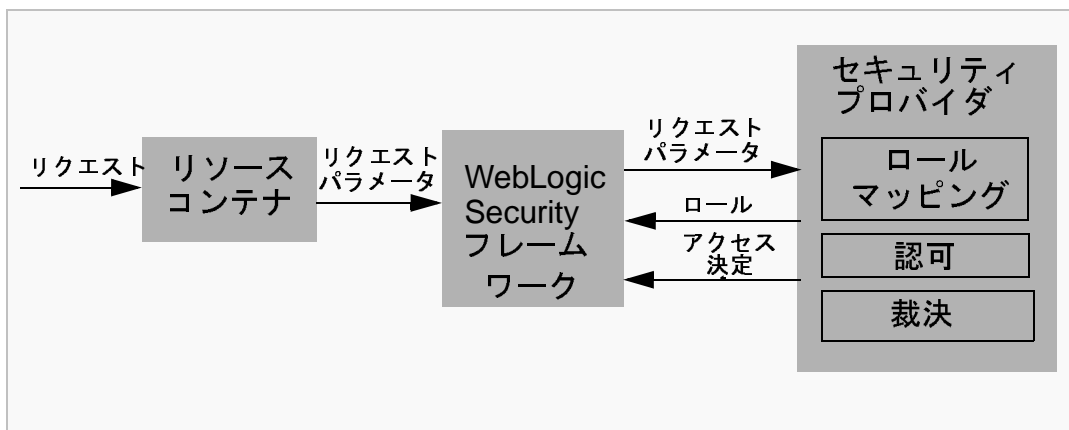 リクエスト
リソース
コンテナ
リクエスト
パラメータ
WebLogic
Security
フレーム
ワーク
リクエスト
パラメータ
ロール
アクセス
決定
セキュリティ
プロバイダ
ロール
マッピング
認可
裁決